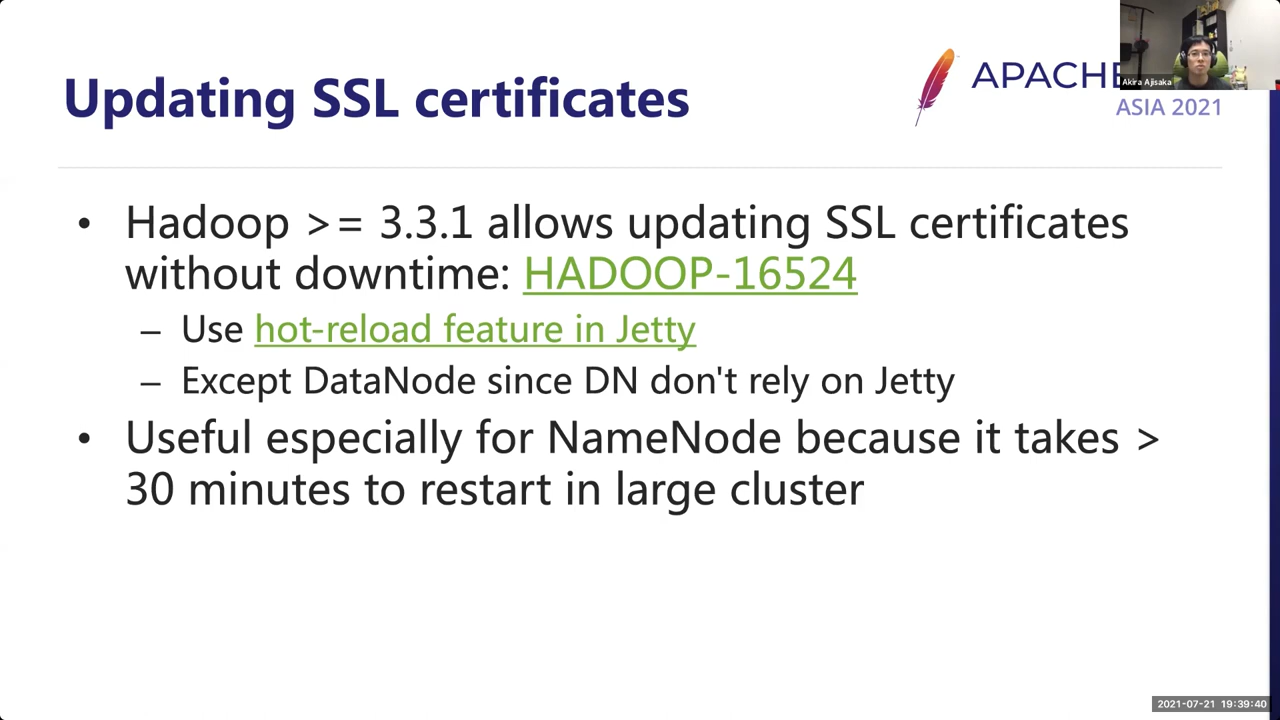 Updating SSL certificates
APACHE
ASIA 2021
Akira Ajisaka
• Hadoop >= 3.3.1 allows updating SSL certificates
without downtime: HADOOP-16524
– Use hot-reload feature in Jetty
– Except DataNode since DN don't rely on Jetty
• Useful especially for NameNode because it takes >
30 minutes to restart in large cluster
2021-07-21 19:39:40